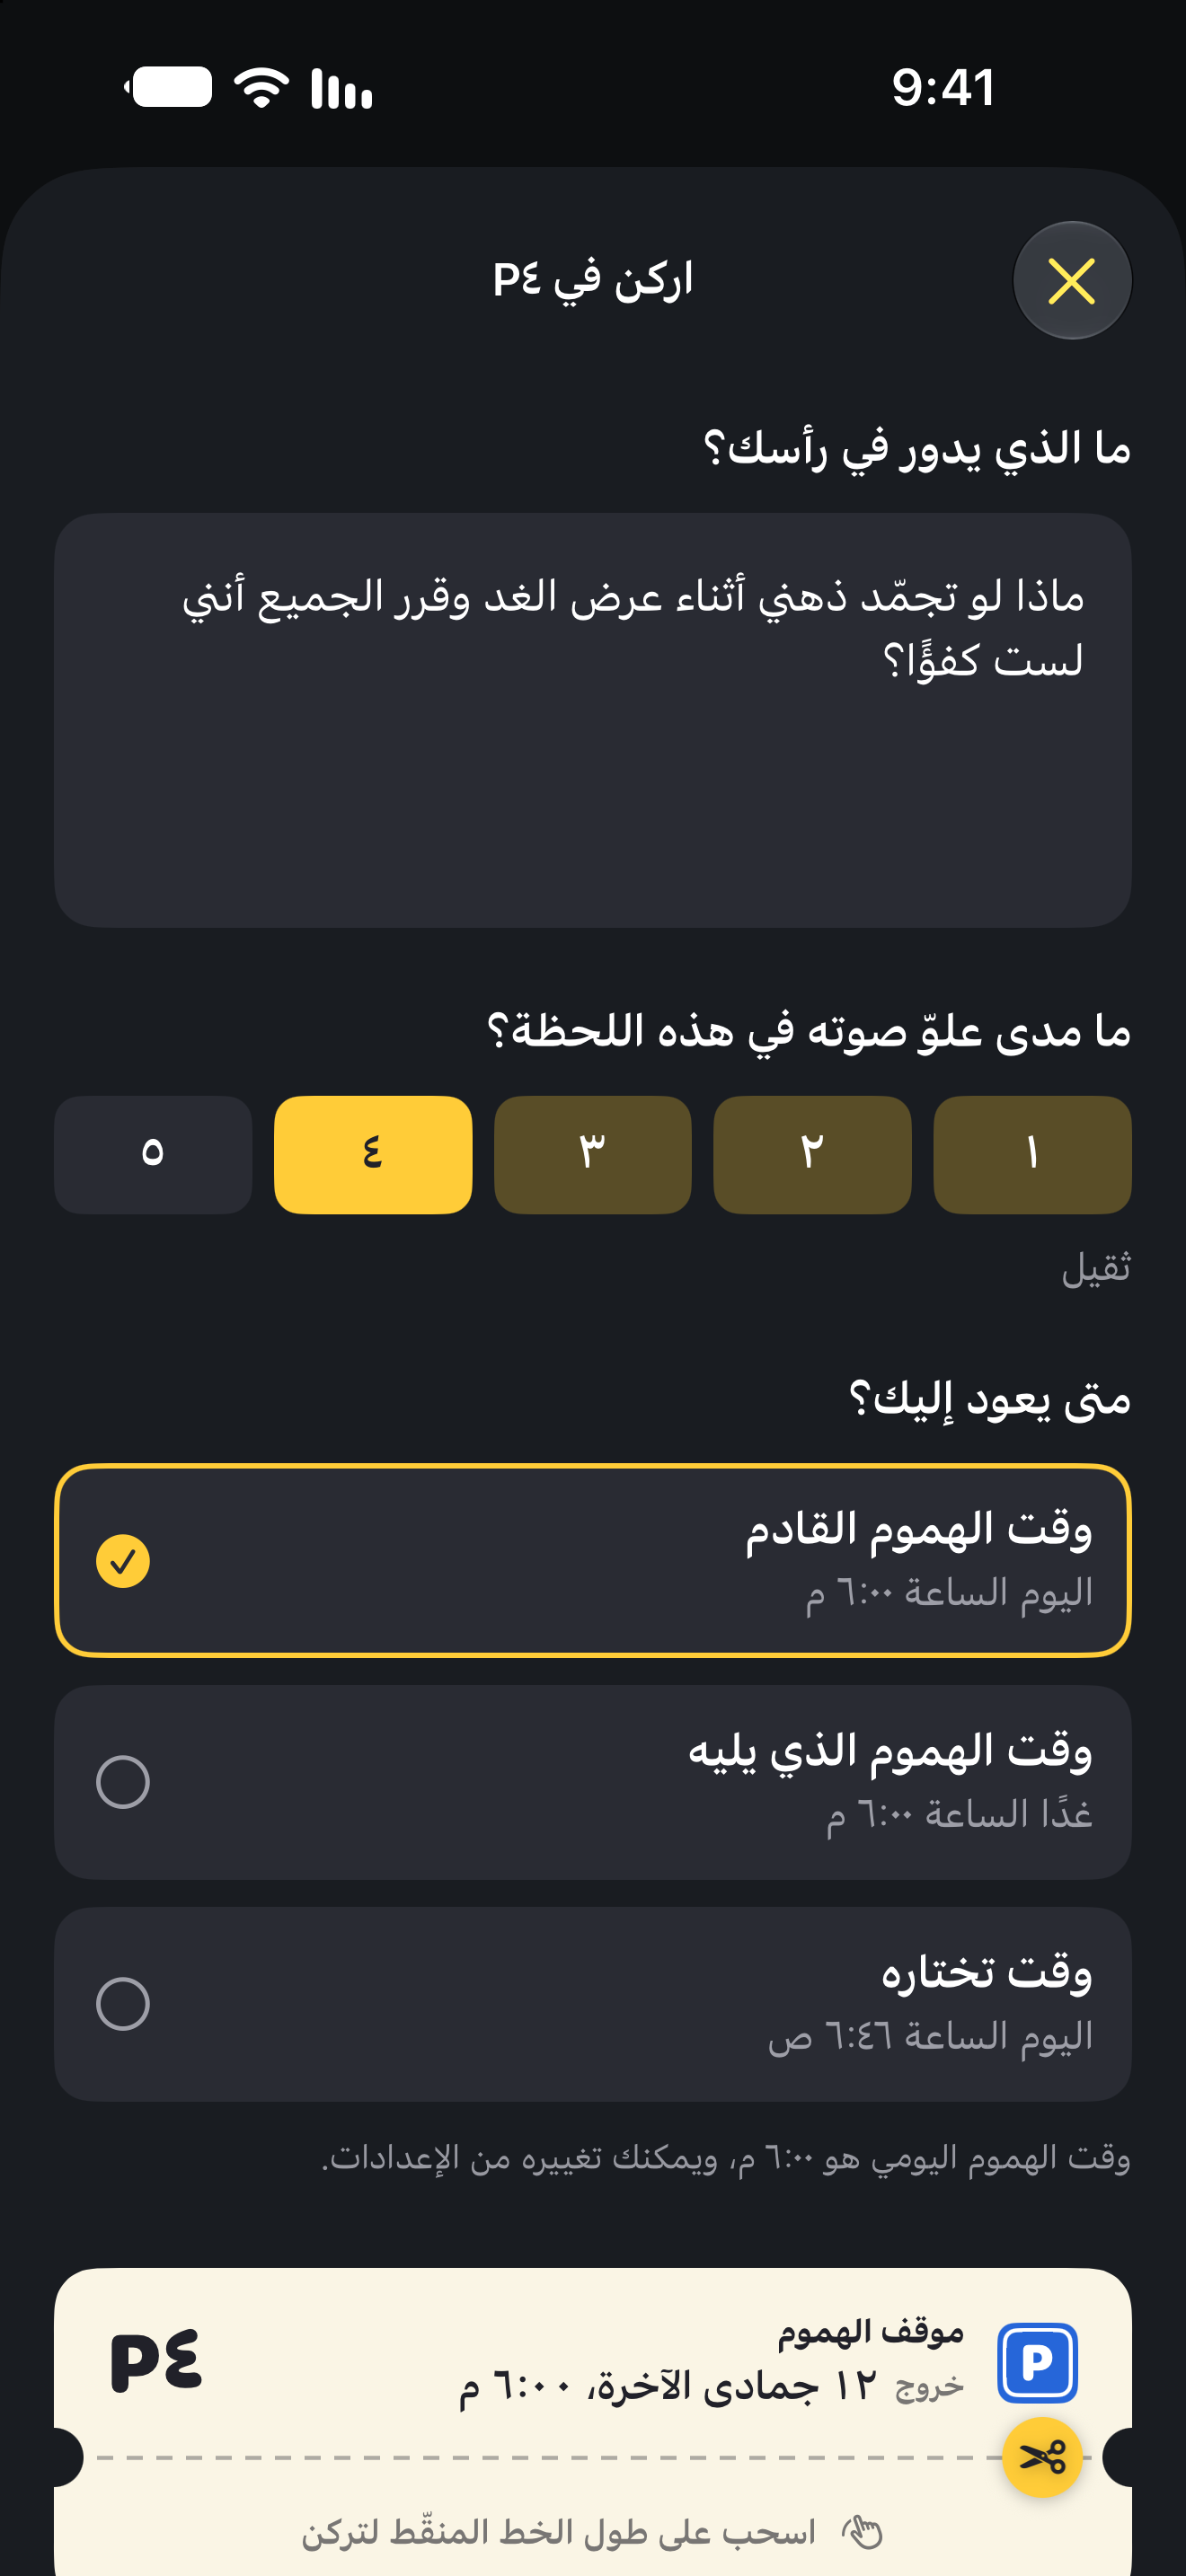 9:41
اركن في P٤
ما الذي يدور في رأسك؟
ماذا لو تجمّد ذهني أثناء عرض الغد وقرر الجميع أنني
لست كفؤًا؟
ما مدى علوّ صوته في هذه اللحظة؟
١ ٢ ٣ ٤ ٥
ثقيل
متى يعود إليك؟
وقت الهموم القادم
اليوم الساعة ٦:٠٠ م
وقت الهموم الذي يليه
غدًا الساعة ٦:٠٠ م
وقت تختاره
اليوم الساعة ٦:٤٦ ص
وقت الهموم اليومي هو ٦:٠٠ م، ويمكنك تغييره من الإعدادات.
P موقف الهموم P٤
خروج ١٢ جمادى الآخرة، ٦:٠٠ م
اسحب على طول الخط المنقّط لتركن